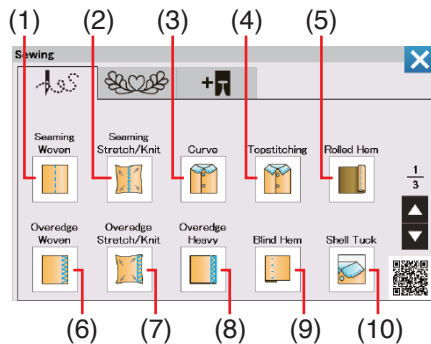 (1) (2) (3) (4) (5)
Sewing
Seaming Woven
Seaming Stretch/Knit
Curve
Topstitching
Rolled Hem
1
3
Overedge Woven
Overedge Stretch/Knit
Overedge Heavy
Blind Hem
Shell Tuck
(6) (7) (8) (9) (10)